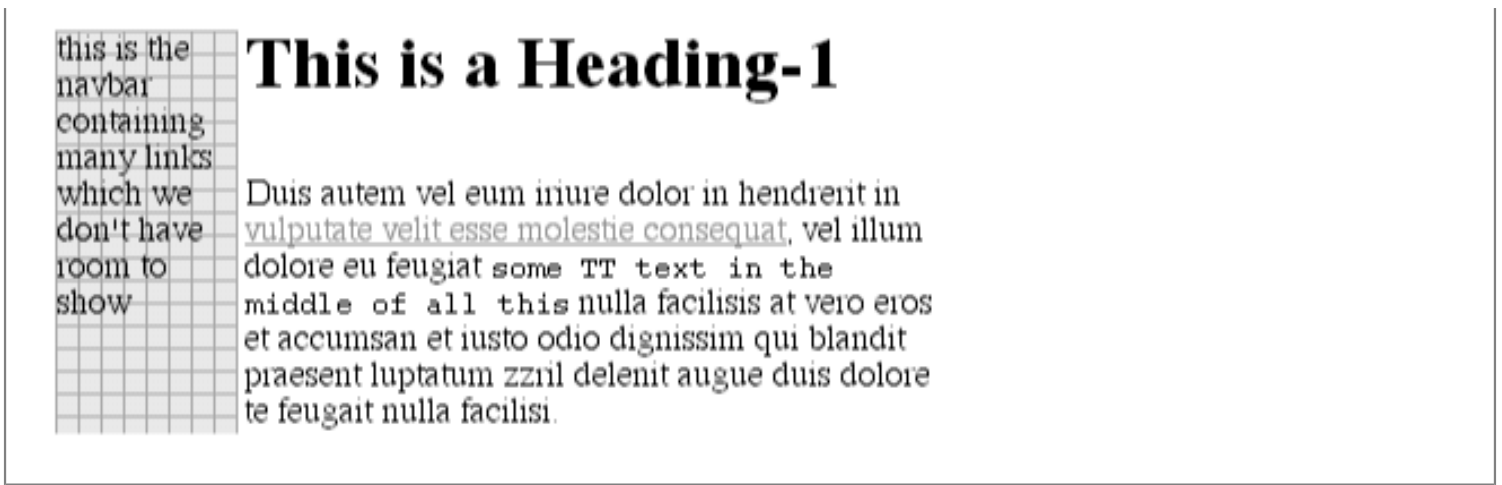 this is the
navbar
containing
many links
which we
don't have
room to
show
This is a Heading-1
Duis autem vel eum iriure dolor in hendrerit in
vulputate velit esse molestie consequat, vel illum
dolore eu feugiat some TT text in the
middle of all this nulla facilisis at vero eros
et accumsan et iusto odio dignissim qui blandit
praesent luptatum zzril delenit augue duis dolore
te feugait nulla facilisi.